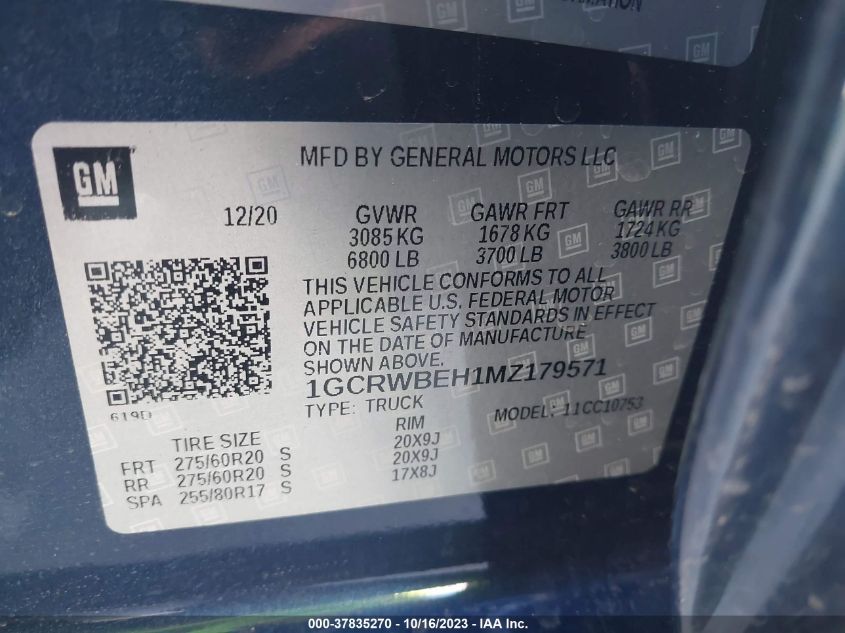 GM
GM
MFD BY GENERAL MOTORS LLC
12/20
GVWR GAWR FRT GAWR RR
3085 KG 1678 KG 1724 KG
6800 LB 3700 LB 3800 LB
THIS VEHICLE CONFORMS TO ALL
APPLICABLE U.S. FEDERAL MOTOR
VEHICLE SAFETY STANDARDS IN EFFECT
ON THE DATE OF MANUFACTURE
SHOWN ABOVE.
1GCRWBEH1MZ179571
TYPE: TRUCK MODEL: 11CC10753
619D
TIRE SIZE RIM
FRT 275/60R20 S 20X9J
RR 275/60R20 S 20X9J
SPA 255/80R17 S 17X8J
000-37835270 - 10/16/2023 - © IAA Inc.